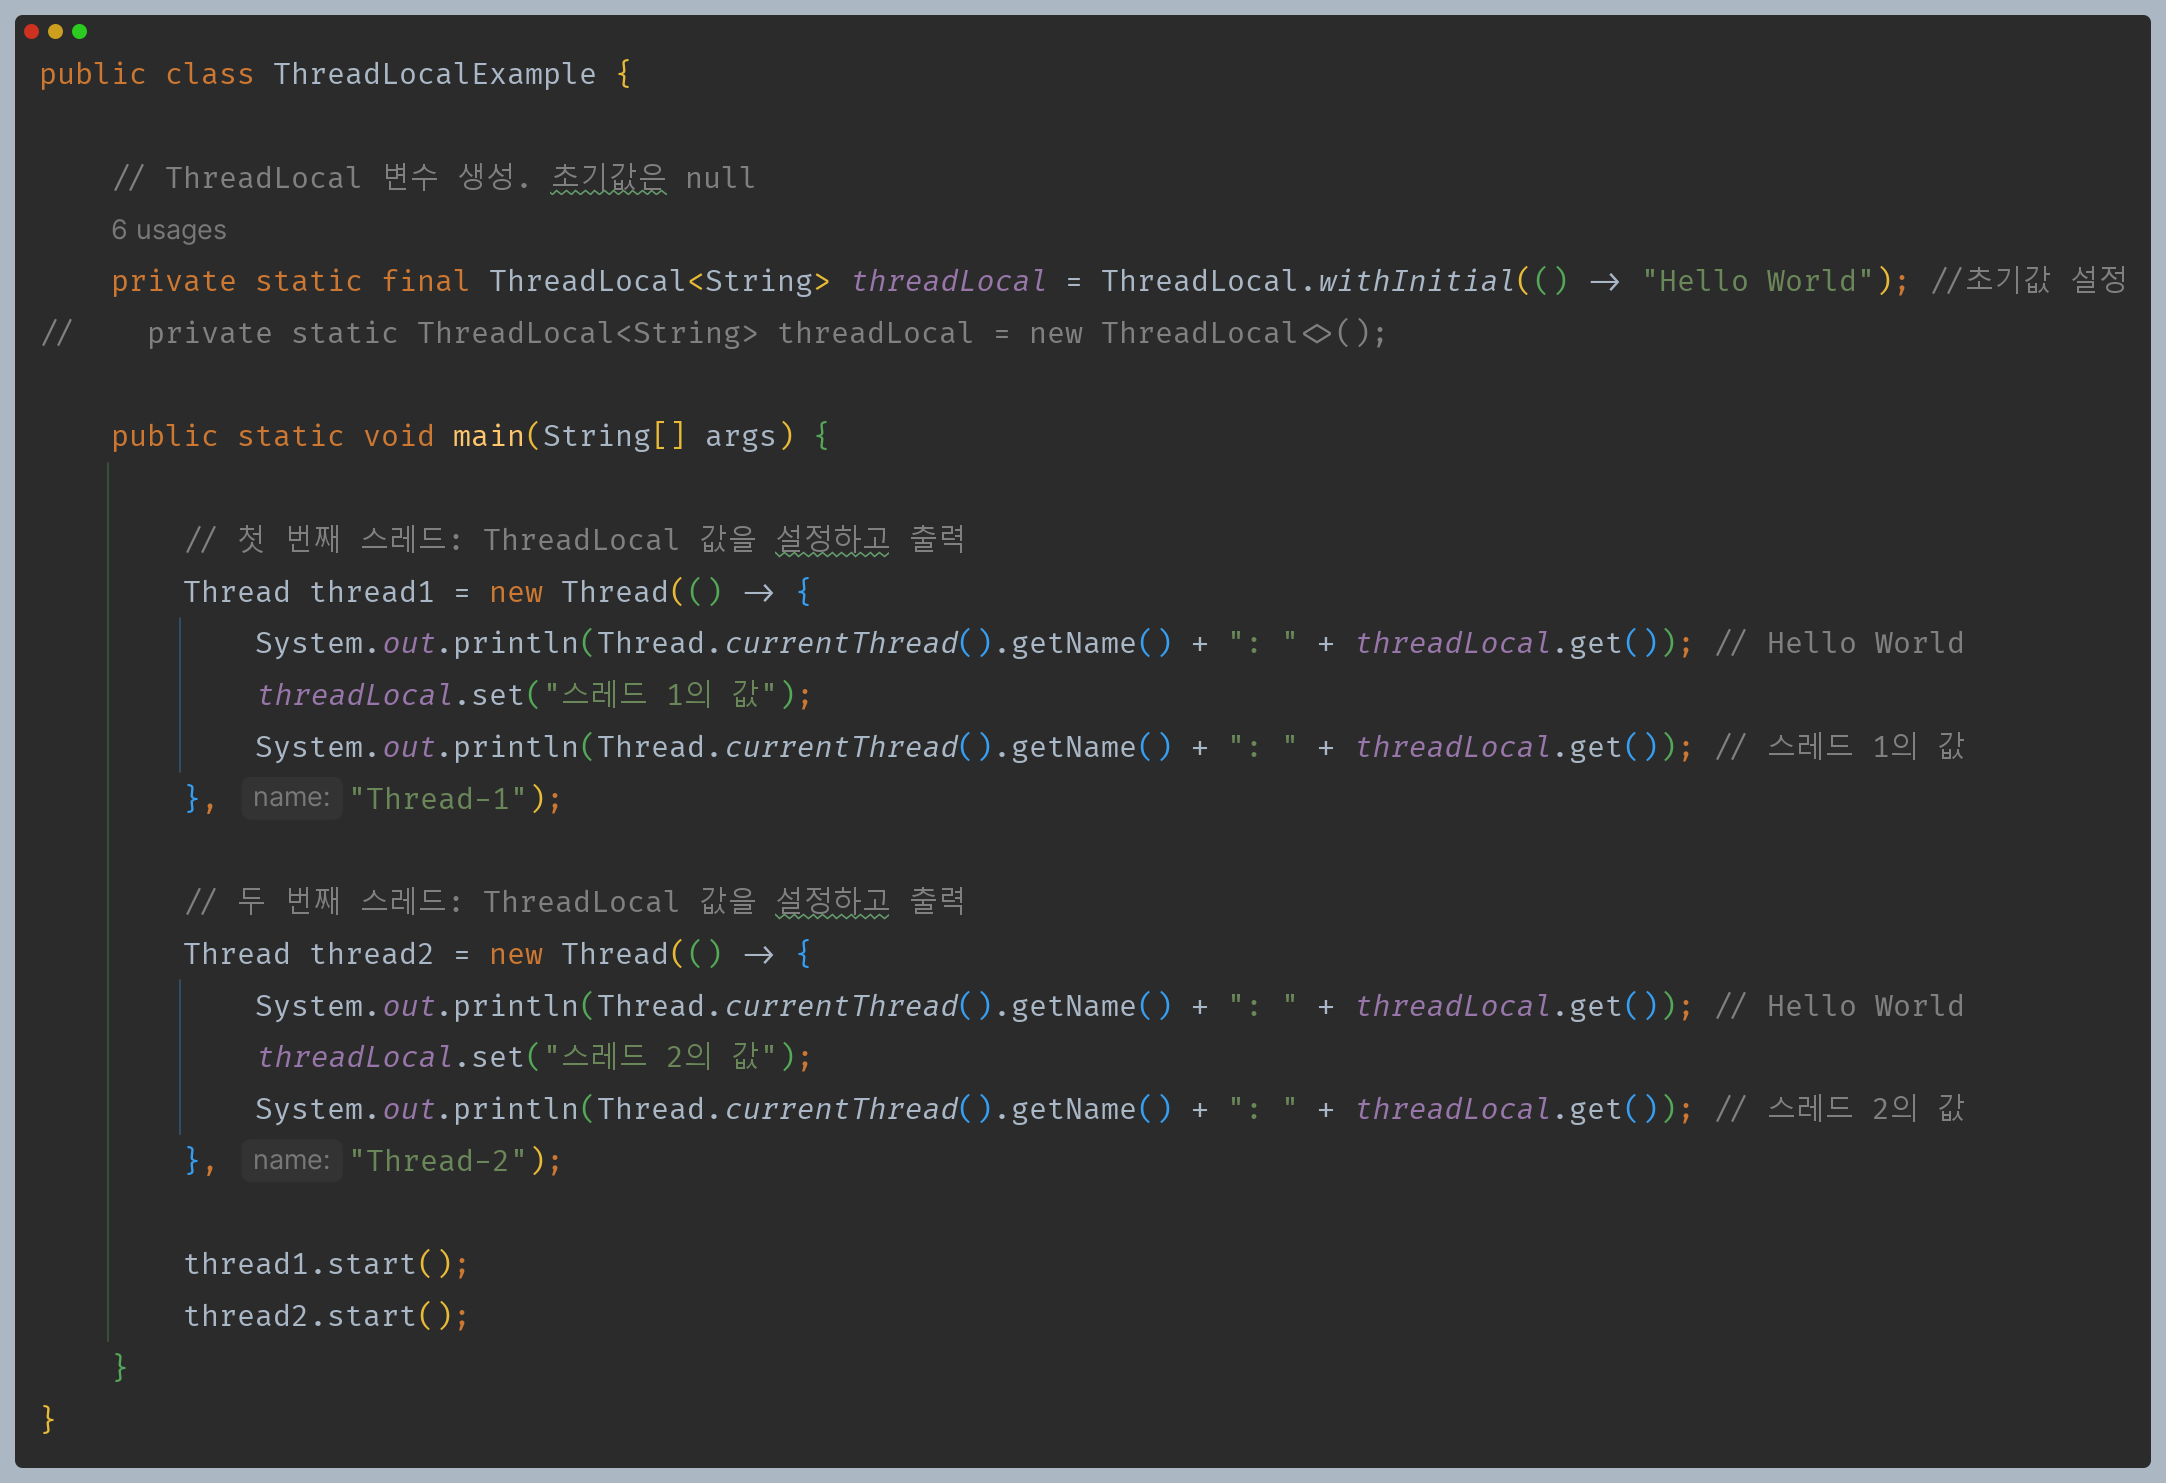 public class ThreadLocalExample {
// ThreadLocal 변수 생성. 초기값은 null
6 usages
private static final ThreadLocal<String> threadLocal = ThreadLocal.withInitial(() -> "Hello World"); //초기값 설정
//    private static ThreadLocal<String> threadLocal = new ThreadLocal<>();
public static void main(String[] args) {
// 첫 번째 스레드: ThreadLocal 값을 설정하고 출력
Thread thread1 = new Thread(() -> {
System.out.println(Thread.currentThread().getName() + ": " + threadLocal.get()); // Hello World
threadLocal.set("스레드 1의 값");
System.out.println(Thread.currentThread().getName() + ": " + threadLocal.get()); // 스레드 1의 값
}, name: "Thread-1");
// 두 번째 스레드: ThreadLocal 값을 설정하고 출력
Thread thread2 = new Thread(() -> {
System.out.println(Thread.currentThread().getName() + ": " + threadLocal.get()); // Hello World
threadLocal.set("스레드 2의 값");
System.out.println(Thread.currentThread().getName() + ": " + threadLocal.get()); // 스레드 2의 값
}, name: "Thread-2");
thread1.start();
thread2.start();
}
}